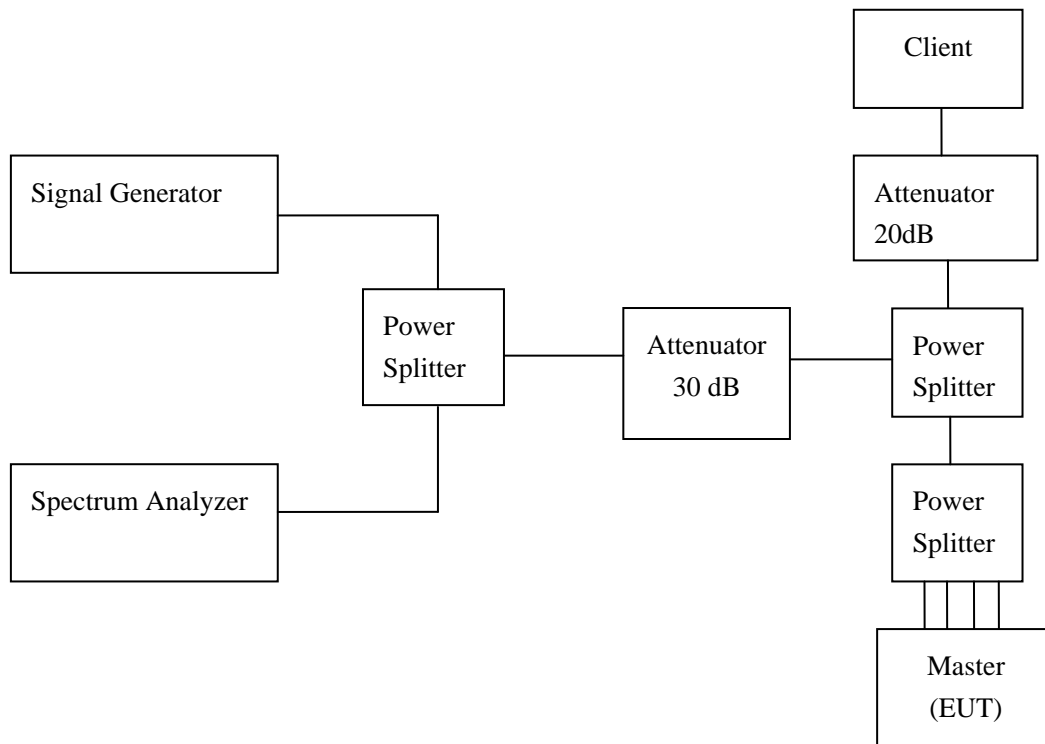 Client
Signal Generator
Attenuator
20dB
Power
Splitter
Attenuator
30 dB
Power
Splitter
Spectrum Analyzer
Power
Splitter
Master
(EUT)